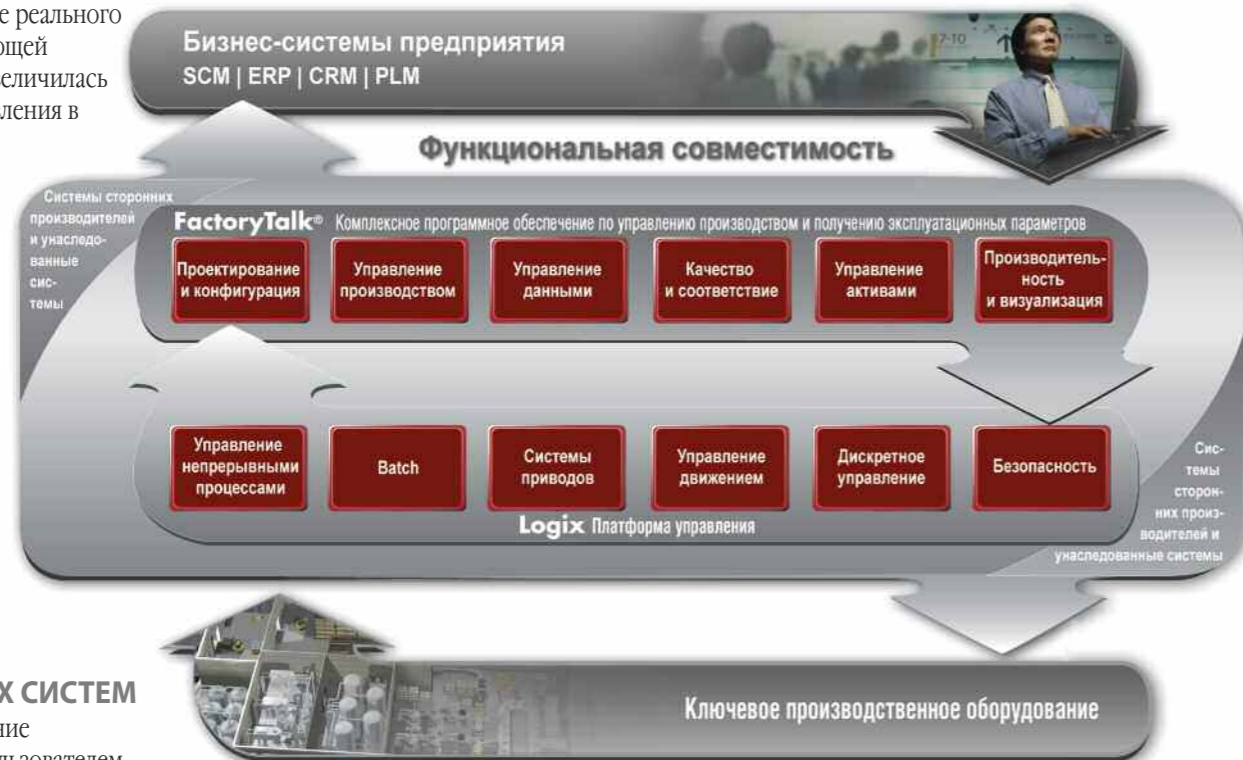 е реального
ющей
величилась
ления в
Бизнес-системы предприятия
SCM | ERP | CRM | PLM
7-10
Функциональная совместимость
Системы сторонних
производителей
и унаследо-
ванные
сис-
темы
FactoryTalk® Комплексное программное обеспечение по управлению производством и получению эксплуатационных параметров
Проектирование
и конфигурация
Управление
производством
Управление
данными
Качество
и соответствие
Управление
активами
Производитель-
ность
и визуализация
Управление
непрерывными
процессами
Batch
Системы
приводов
Управление
движением
Дискретное
управление
Безопасность
Logix Платформа управления
Сис-
темы
сторон-
них произ-
водителей и
унаследованные системы
Х СИСТЕМ
ние
льзователем
Ключевое производственное оборудование